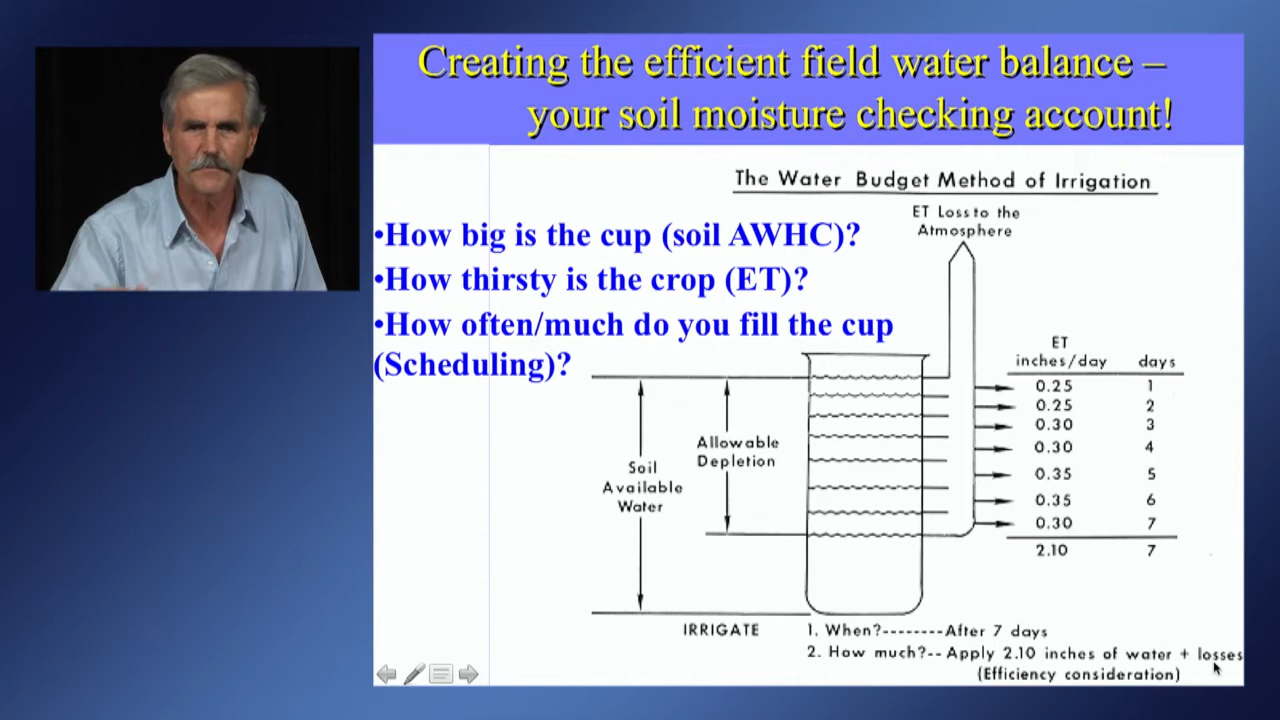 Creating the efficient field water balance –
your soil moisture checking account!
The Water Budget Method of Irrigation
ET Loss to the
Atmosphere
•How big is the cup (soil AWHC)?
•How thirsty is the crop (ET)?
•How often/much do you fill the cup
(Scheduling)?
ET
inches/day days
0.25 1
0.25 2
0.30 3
0.30 4
0.35 5
0.35 6
0.30 7
2.10 7
Allowable
Depletion
Soil
Available
Water
IRRIGATE 1. When?--------After 7 days
2. How much?-- Apply 2.10 inches of water + losses
(Efficiency consideration)